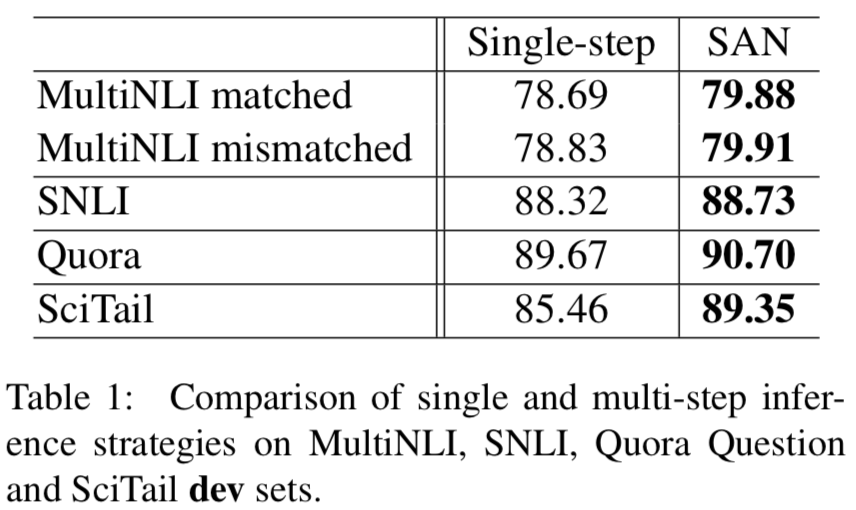 Single-step SAN
MultiNLI matched 78.69 79.88
MultiNLI mismatched 78.83 79.91
SNLI 88.32 88.73
Quora 89.67 90.70
SciTail 85.46 89.35
Table 1: Comparison of single and multi-step infer-
ence strategies on MultiNLI, SNLI, Quora Question
and SciTail dev sets.